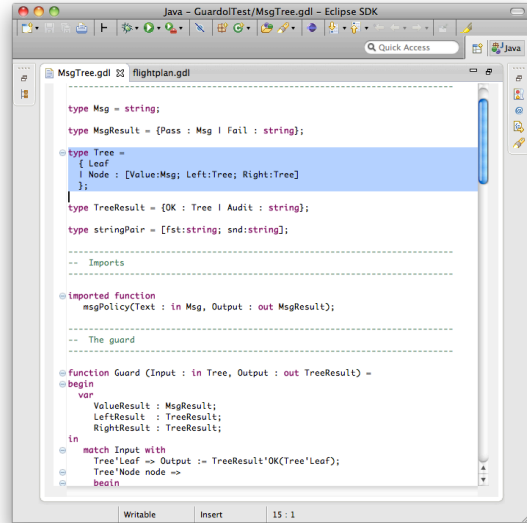 Java - GuardolTest/MsgTree.gdl - Eclipse SDK
Quick Access
Java
MsgTree.gdl
flightplan.gdl
type Msg = string;
type MsgResult = {Pass : Msg | Fail : string};
type Tree =
{ Leaf
| Node : [Value:Msg; Left:Tree; Right:Tree]
};
type TreeResult = {OK : Tree | Audit : string};
type stringPair = [fst:string; snd:string];
-- Imports
imported function
msgPolicy(Text : in Msg, Output : out MsgResult);
-- The guard
function Guard (Input : in Tree, Output : out TreeResult) =
begin
var
ValueResult : MsgResult;
LeftResult : TreeResult;
RightResult : TreeResult;
in
match Input with
Tree'Leaf => Output := TreeResult'OK(Tree'Leaf);
Tree'Node node =>
begin
Writable
Insert
15 : 1